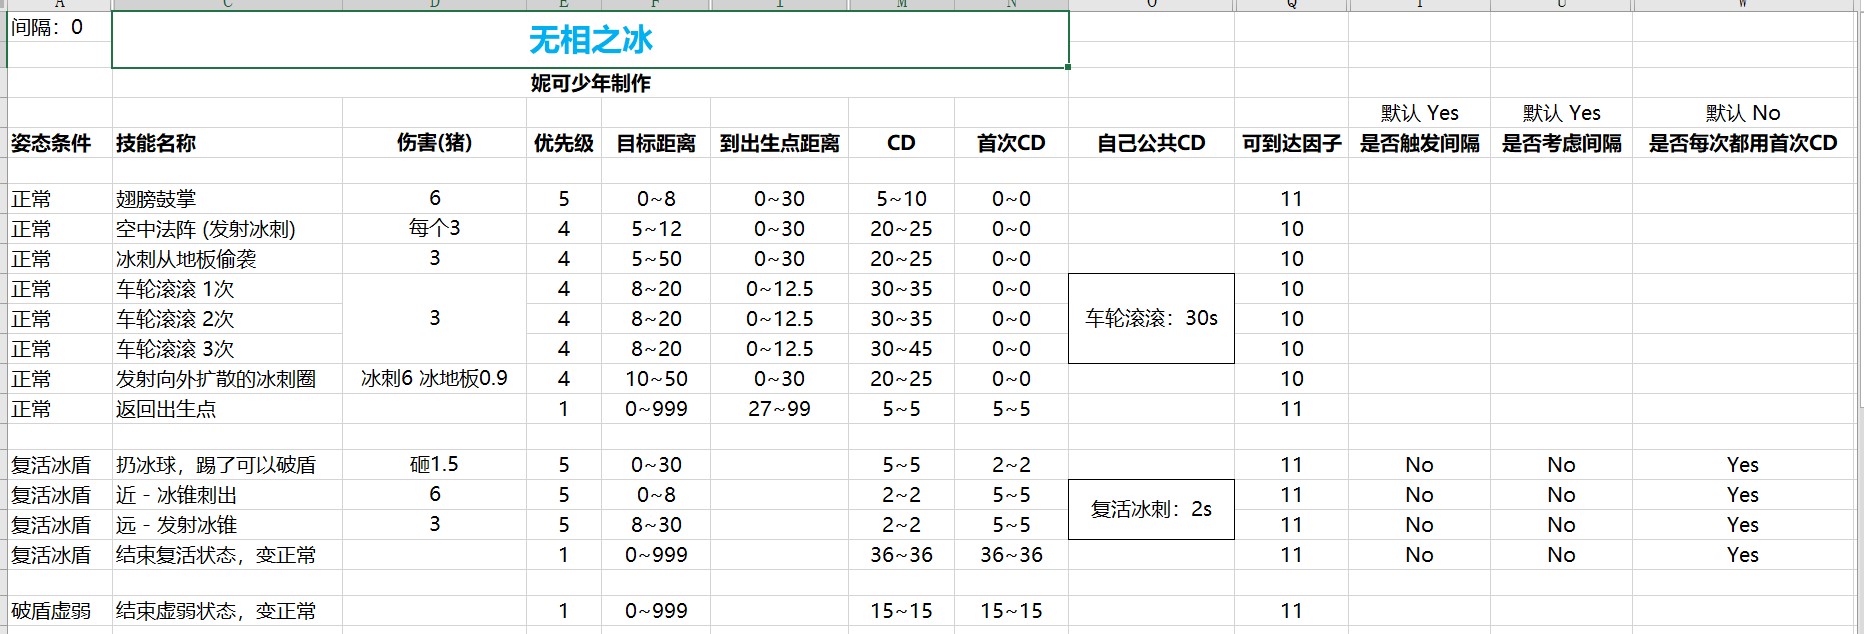 A C D E F I M N O Q T U W
间隔：0
无相之冰
妮可少年制作
默认 Yes 默认 Yes 默认 No
姿态条件 技能名称 伤害(猪) 优先级 目标距离 到出生点距离 CD 首次CD 自己公共CD 可到达因子 是否触发间隔 是否考虑间隔 是否每次都用首次CD
正常 翅膀鼓掌 6 5 0~8 0~30 5~10 0~0 11
正常 空中法阵 (发射冰刺) 每个3 4 5~12 0~30 20~25 0~0 10
正常 冰刺从地板偷袭 3 4 5~50 0~30 20~25 0~0 10
正常 车轮滚滚 1次 4 8~20 0~12.5 30~35 0~0 10
正常 车轮滚滚 2次 3 4 8~20 0~12.5 30~35 0~0 车轮滚滚：30s 10
正常 车轮滚滚 3次 4 8~20 0~12.5 30~45 0~0 10
正常 发射向外扩散的冰刺圈 冰刺6 冰地板0.9 4 10~50 0~30 20~25 0~0 10
正常 返回出生点 1 0~999 27~99 5~5 5~5 11
复活冰盾 扔冰球，踢了可以破盾 砸1.5 5 0~30 5~5 2~2 11 No No Yes
复活冰盾 近 - 冰锥刺出 6 5 0~8 2~2 5~5 11 No No Yes
复活冰刺：2s
复活冰盾 远 - 发射冰锥 3 5 8~30 2~2 5~5 11 No No Yes
复活冰盾 结束复活状态，变正常 1 0~999 36~36 36~36 11 No No Yes
破盾虚弱 结束虚弱状态，变正常 1 0~999 15~15 15~15 11